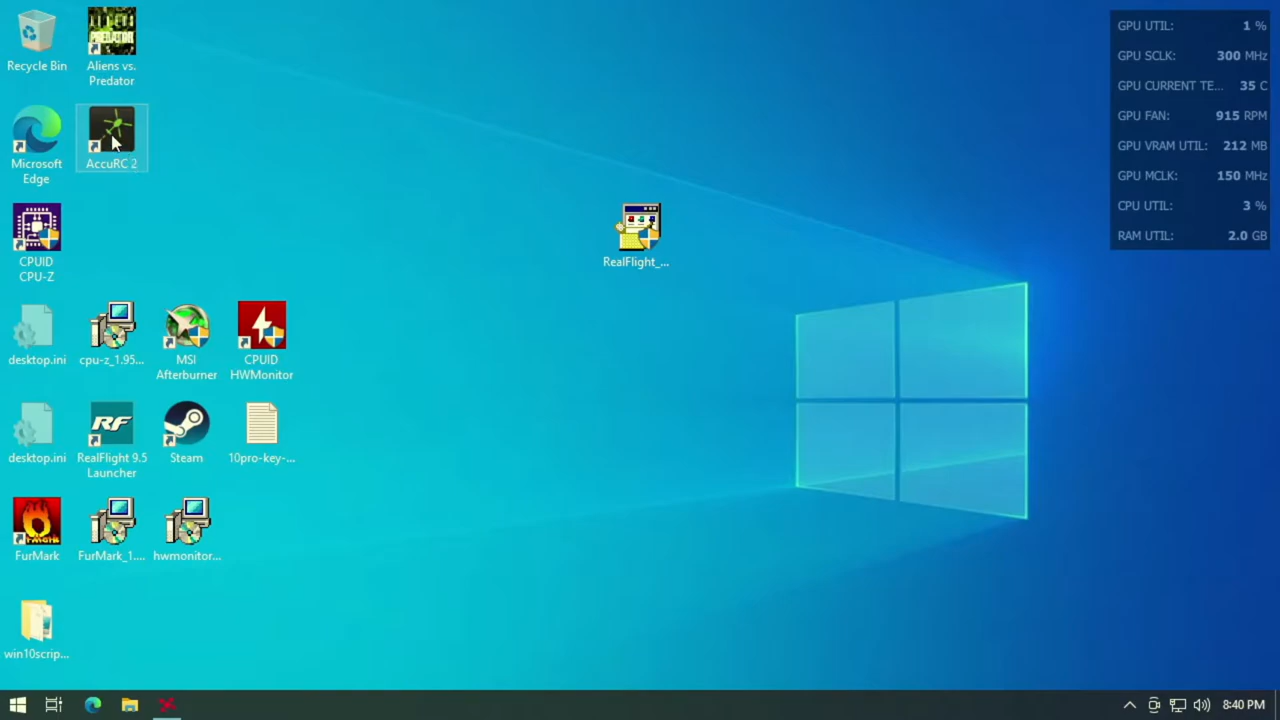 Recycle Bin
Aliens vs.
Predator
Microsoft
Edge
AccuRC 2
CPUID
CPU-Z
RealFlight_...
desktop.ini
cpu-z_1.95...
MSI
Afterburner
CPUID
HWMonitor
desktop.ini
RF
RealFlight 9.5
Launcher
Steam
10pro-key-...
FurMark
FurMark_1....
hwmonitor...
win10scrip...
GPU UTIL: 1 %
GPU SCLK: 300 MHz
GPU CURRENT TE... 35 C
GPU FAN: 915 RPM
GPU VRAM UTIL: 212 MB
GPU MCLK: 150 MHz
CPU UTIL: 3 %
RAM UTIL: 2.0 GB
8:40 PM